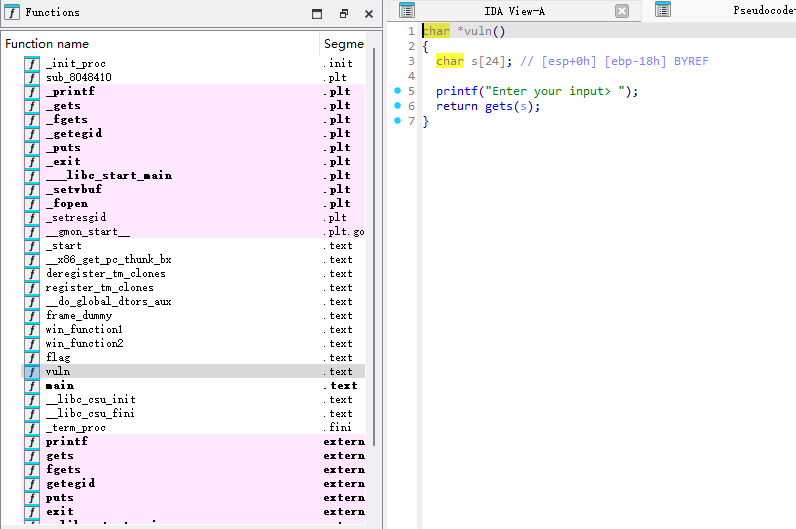 Functions
Function name Segme
_init_proc .init
sub_8048410 .plt
_printf .plt
_gets .plt
_fgets .plt
_getegid .plt
_puts .plt
_exit .plt
___libc_start_main .plt
_setvbuf .plt
_fopen .plt
_setresgid .plt
__gmon_start__ .plt.go
_start .text
__x86_get_pc_thunk_bx .text
deregister_tm_clones .text
register_tm_clones .text
__do_global_dtors_aux .text
frame_dummy .text
win_function1 .text
win_function2 .text
flag .text
vuln .text
main .text
__libc_csu_init .text
__libc_csu_fini .text
_term_proc .fini
printf extern
gets extern
fgets extern
getegid extern
puts extern
exit extern
IDA View-A Pseudocode
1 char *vuln()
2 {
3 char s[24]; // [esp+0h] [ebp-18h] BYREF
4
5 printf("Enter your input> ");
6 return gets(s);
7 }